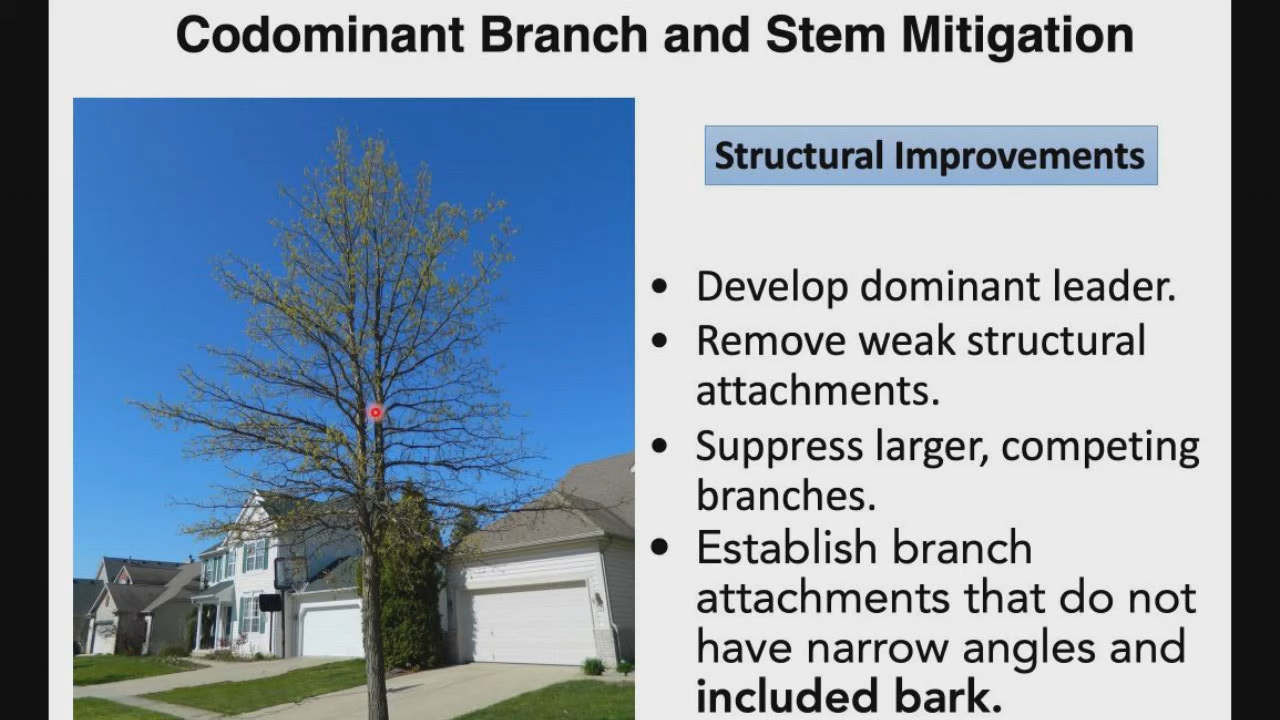 Codominant Branch and Stem Mitigation
Structural Improvements
• Develop dominant leader.
• Remove weak structural
attachments.
• Suppress larger, competing
branches.
• Establish branch
attachments that do not
have narrow angles and
included bark.